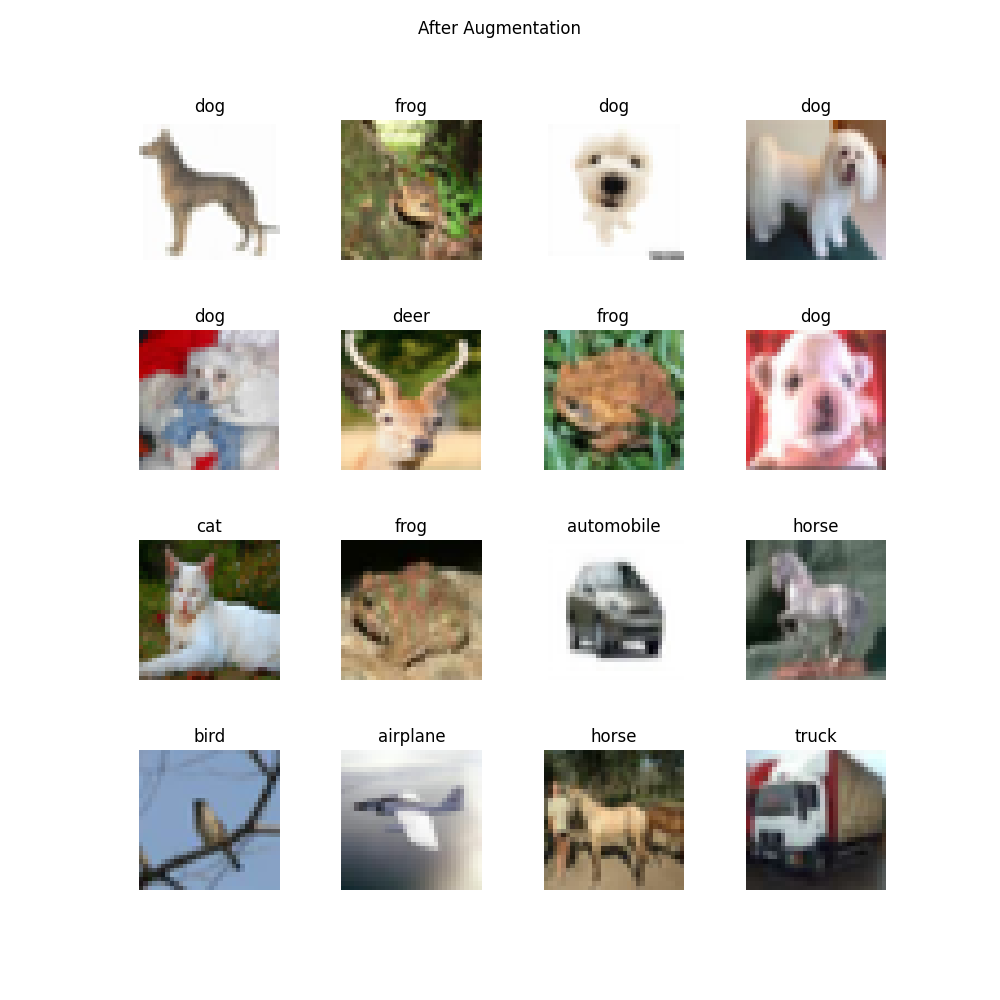 After Augmentation
dog frog dog dog
dog deer frog dog
cat frog automobile horse
bird airplane horse truck